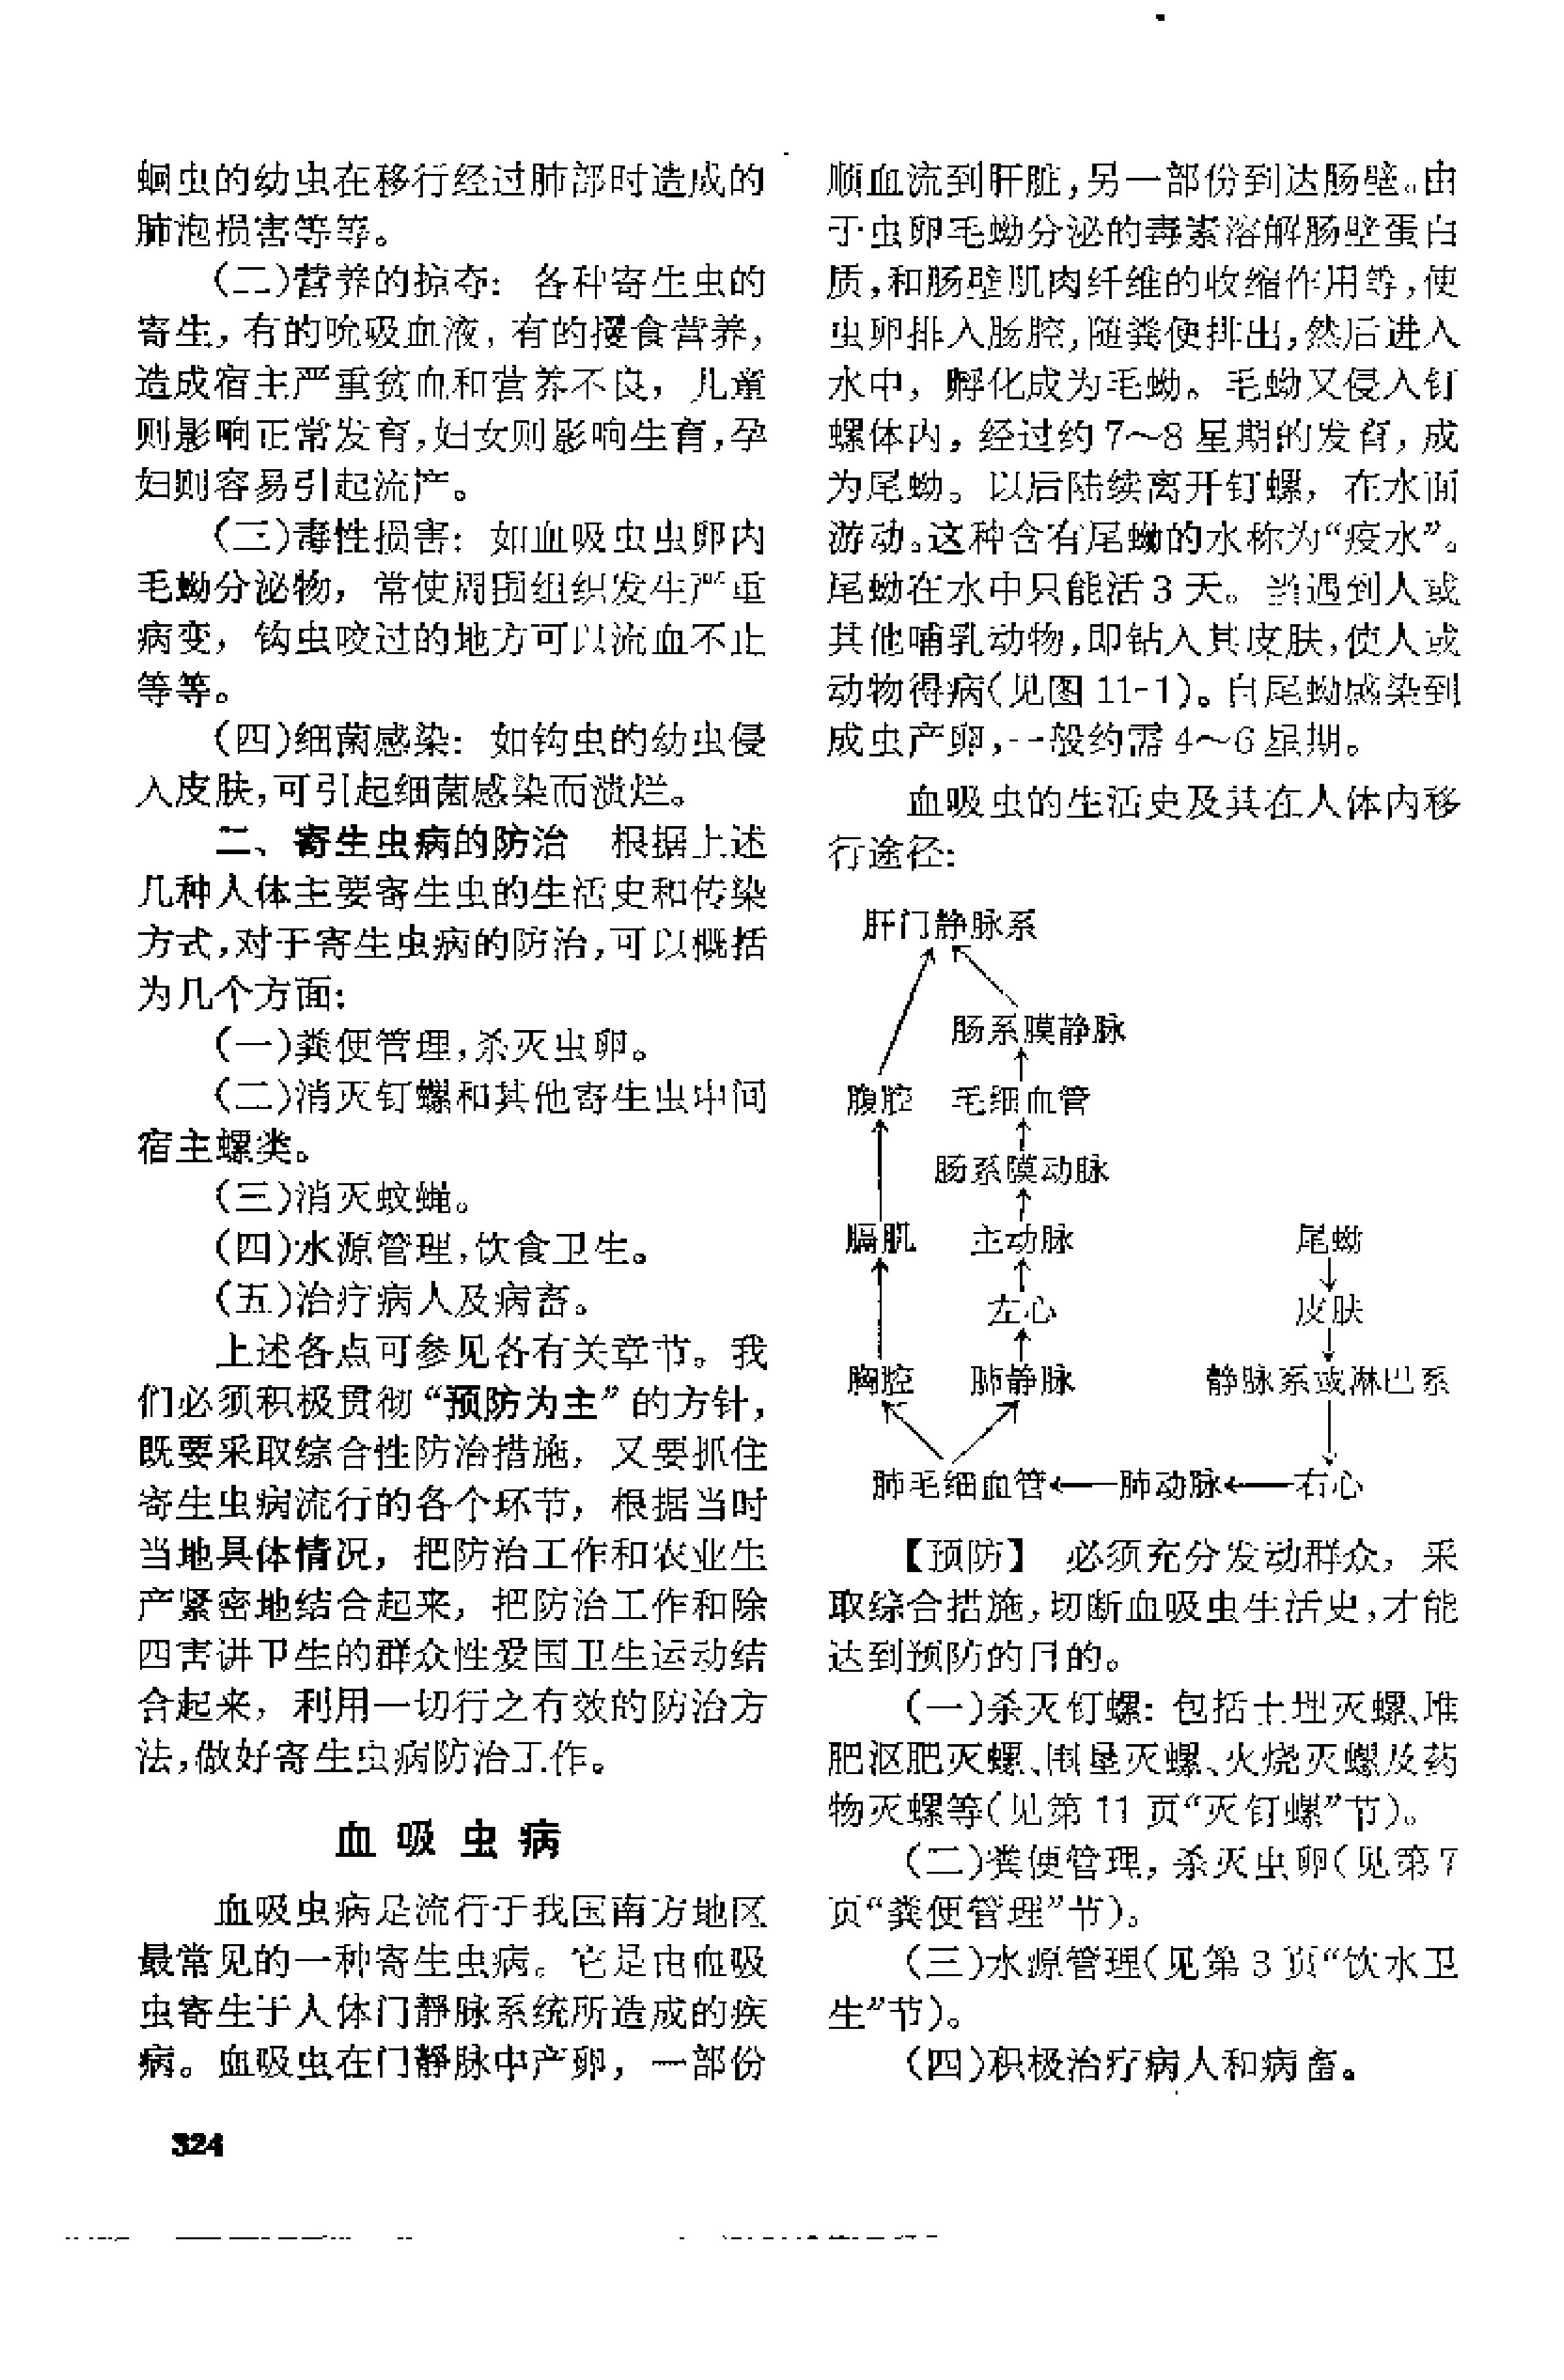 蛔虫的幼虫在移行经过肺部时造成的
肺泡损害等等。
（二）营养的掠夺：各种寄生虫的
寄生，有的吮吸血液，有的攫食营养，
造成宿主严重贫血和营养不良，儿童
则影响正常发育，妇女则影响生育，孕
妇则容易引起流产。
（三）毒性损害：如血吸虫虫卵内
毛蚴分泌物，常使周围组织发生严重
病变，钩虫咬过的地方可以流血不止
等等。
（四）细菌感染：如钩虫的幼虫侵
入皮肤，可引起细菌感染而溃烂。
二、寄生虫病的防治　根据上述
几种人体主要寄生虫的生活史和传染
方式，对于寄生虫病的防治，可以概括
为几个方面：
（一）粪便管理，杀灭虫卵。
（二）消灭钉螺和其他寄生虫中间
宿主螺类。
（三）消灭蚊蝇。
（四）水源管理，饮食卫生。
（五）治疗病人及病畜。
上述各点可参见各有关章节。我
们必须积极贯彻“预防为主”的方针，
既要采取综合性防治措施，又要抓住
寄生虫病流行的各个环节，根据当时
当地具体情况，把防治工作和农业生
产紧密地结合起来，把防治工作和除
四害讲卫生的群众性爱国卫生运动结
合起来，利用一切行之有效的防治方
法，做好寄生虫病防治工作。
血吸虫病
血吸虫病是流行于我国南方地区
最常见的一种寄生虫病。它是由血吸
虫寄生于人体门静脉系统所造成的疾
病。血吸虫在门静脉中产卵，一部份
324
顺血流到肝脏，另一部份到达肠壁。由
于虫卵毛蚴分泌的毒素溶解肠壁蛋白
质，和肠壁肌肉纤维的收缩作用等，使
虫卵排入肠腔，随粪便排出，然后进入
水中，孵化成为毛蚴。毛蚴又侵入钉
螺体内，经过约7～8星期的发育，成
为尾蚴。以后陆续离开钉螺，在水面
游动。这种含有尾蚴的水称为“疫水”。
尾蚴在水中只能活3天。当遇到人或
其他哺乳动物，即钻入其皮肤，使人或
动物得病（见图11-1）。自尾蚴感染到
成虫产卵，一般约需4～6星期。
血吸虫的生活史及其在人体内移
行途径：
肝门静脉系
肠系膜静脉
腹腔　毛细血管
肠系膜动脉
膈肌　主动脉　尾蚴
左心　皮肤
胸腔　肺静脉　静脉系或淋巴系
肺毛细血管←肺动脉←右心
【预防】　必须充分发动群众，采
取综合措施，切断血吸虫生活史，才能
达到预防的目的。
（一）杀灭钉螺：包括土埋灭螺、堆
肥沤肥灭螺、围垦灭螺、火烧灭螺及药
物灭螺等（见第11页“灭钉螺”节）。
（二）粪便管理，杀灭虫卵（见第7
页“粪便管理”节）。
（三）水源管理（见第3页“饮水卫
生”节）。
（四）积极治疗病人和病畜。